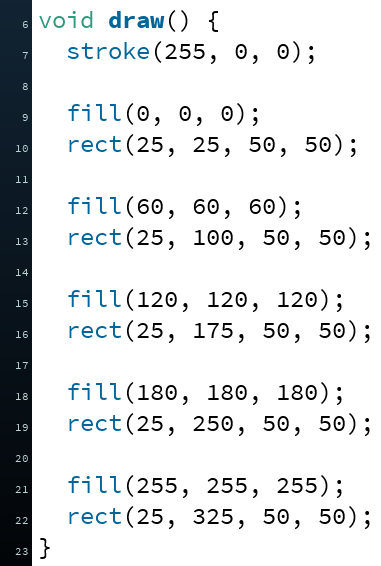 6 void draw() {
7   stroke(255, 0, 0);
8
9   fill(0, 0, 0);
10   rect(25, 25, 50, 50);
11
12   fill(60, 60, 60);
13   rect(25, 100, 50, 50);
14
15   fill(120, 120, 120);
16   rect(25, 175, 50, 50);
17
18   fill(180, 180, 180);
19   rect(25, 250, 50, 50);
20
21   fill(255, 255, 255);
22   rect(25, 325, 50, 50);
23 }